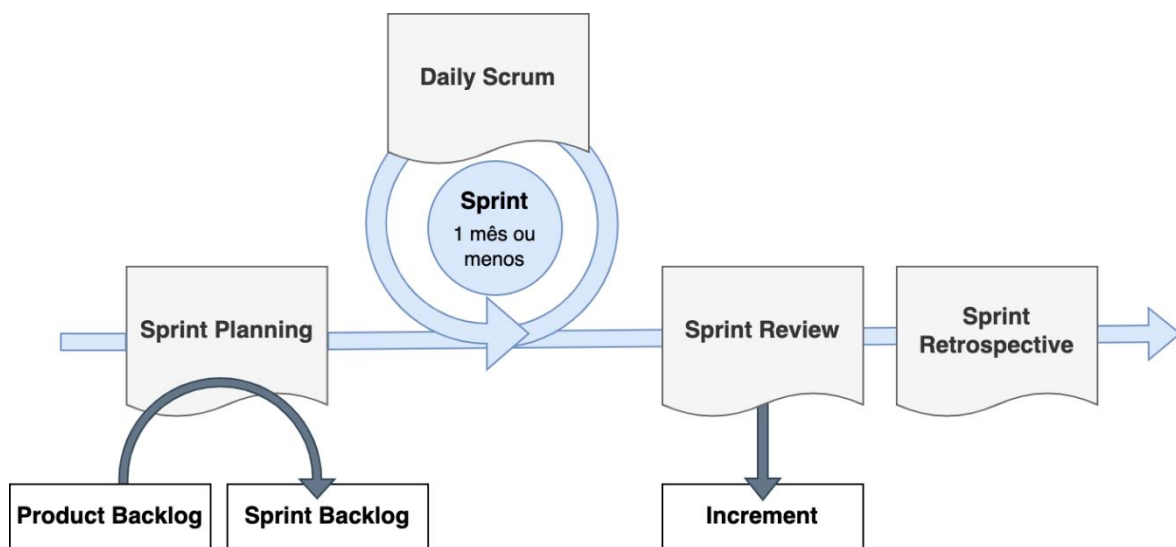 Daily Scrum
Sprint
1 mês ou
menos
Sprint Planning
Sprint Review
Sprint
Retrospective
Product Backlog
Sprint Backlog
Increment